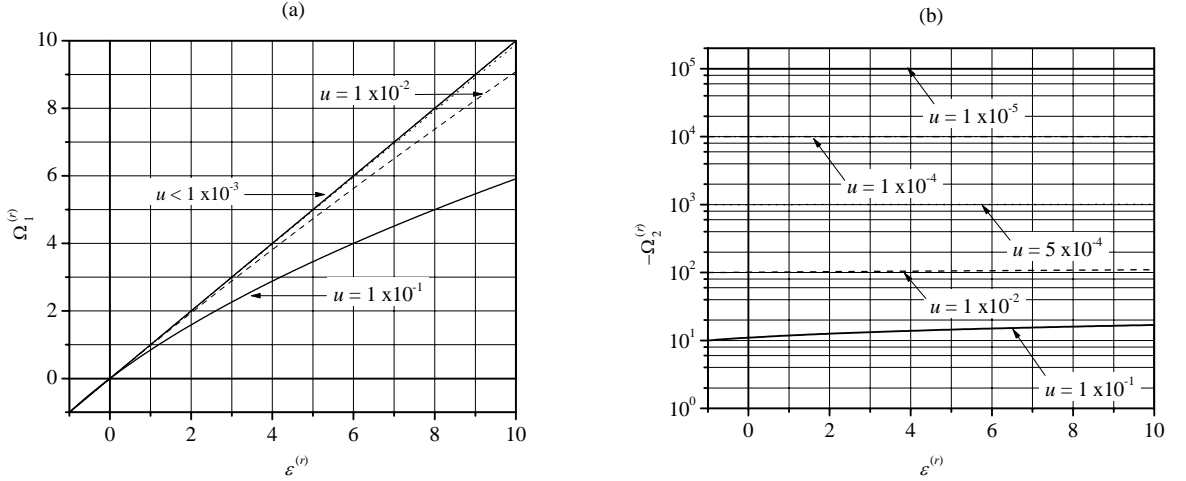 (a)
10
8
6
4
2
0
Ω₁⁽ʳ⁾
u = 1 x10⁻²
u < 1 x10⁻³
u = 1 x10⁻¹
0 2 4 6 8 10
ε⁽ʳ⁾
(b)
10⁵
10⁴
10³
10²
10¹
10⁰
−Ω₂⁽ʳ⁾
u = 1 x10⁻⁵
u = 1 x10⁻⁴
u = 5 x10⁻⁴
u = 1 x10⁻²
u = 1 x10⁻¹
0 2 4 6 8 10
ε⁽ʳ⁾